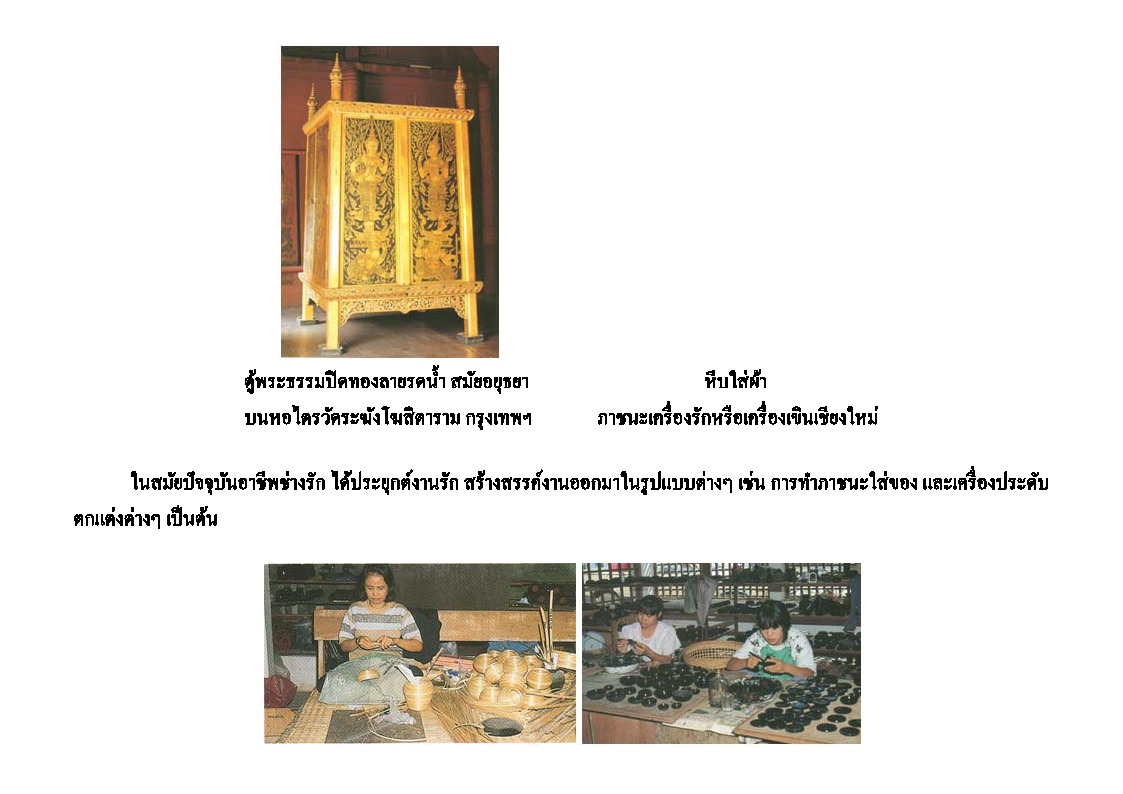 ตู้พระธรรมปิดทองลายรดน้ำ สมัยอยุธยา
บนหอไตรวัดระฆังโฆสิตาราม กรุงเทพฯ
หีบใส่ผ้า
ภาชนะเครื่องรักหรือเครื่องเขินเชียงใหม่
ในสมัยปัจจุบันอาชีพช่างรัก ได้ประยุกต์งานรัก สร้างสรรค์งานออกมาในรูปแบบต่างๆ เช่น การทำภาชนะใส่ของ และเครื่องประดับ
ตกแต่งต่างๆ เป็นต้น